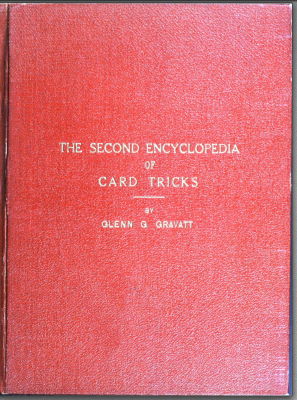 THE SECOND ENCYCLOPEDIA
OF
CARD TRICKS
BY
GLENN G. GRAVATT